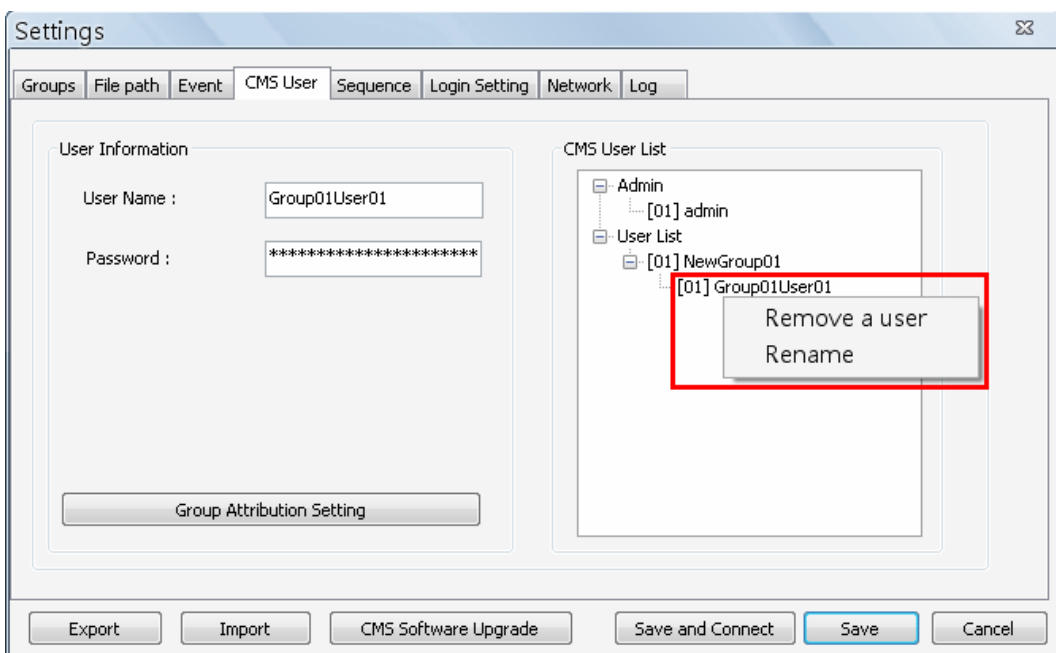 Settings
Groups File path Event CMS User Sequence Login Setting Network Log
User Information
User Name :
Group01User01
Password :
**********************
Group Attribution Setting
CMS User List
Admin
[01] admin
User List
[01] NewGroup01
[01] Group01User01
Remove a user
Rename
Export Import CMS Software Upgrade Save and Connect Save Cancel